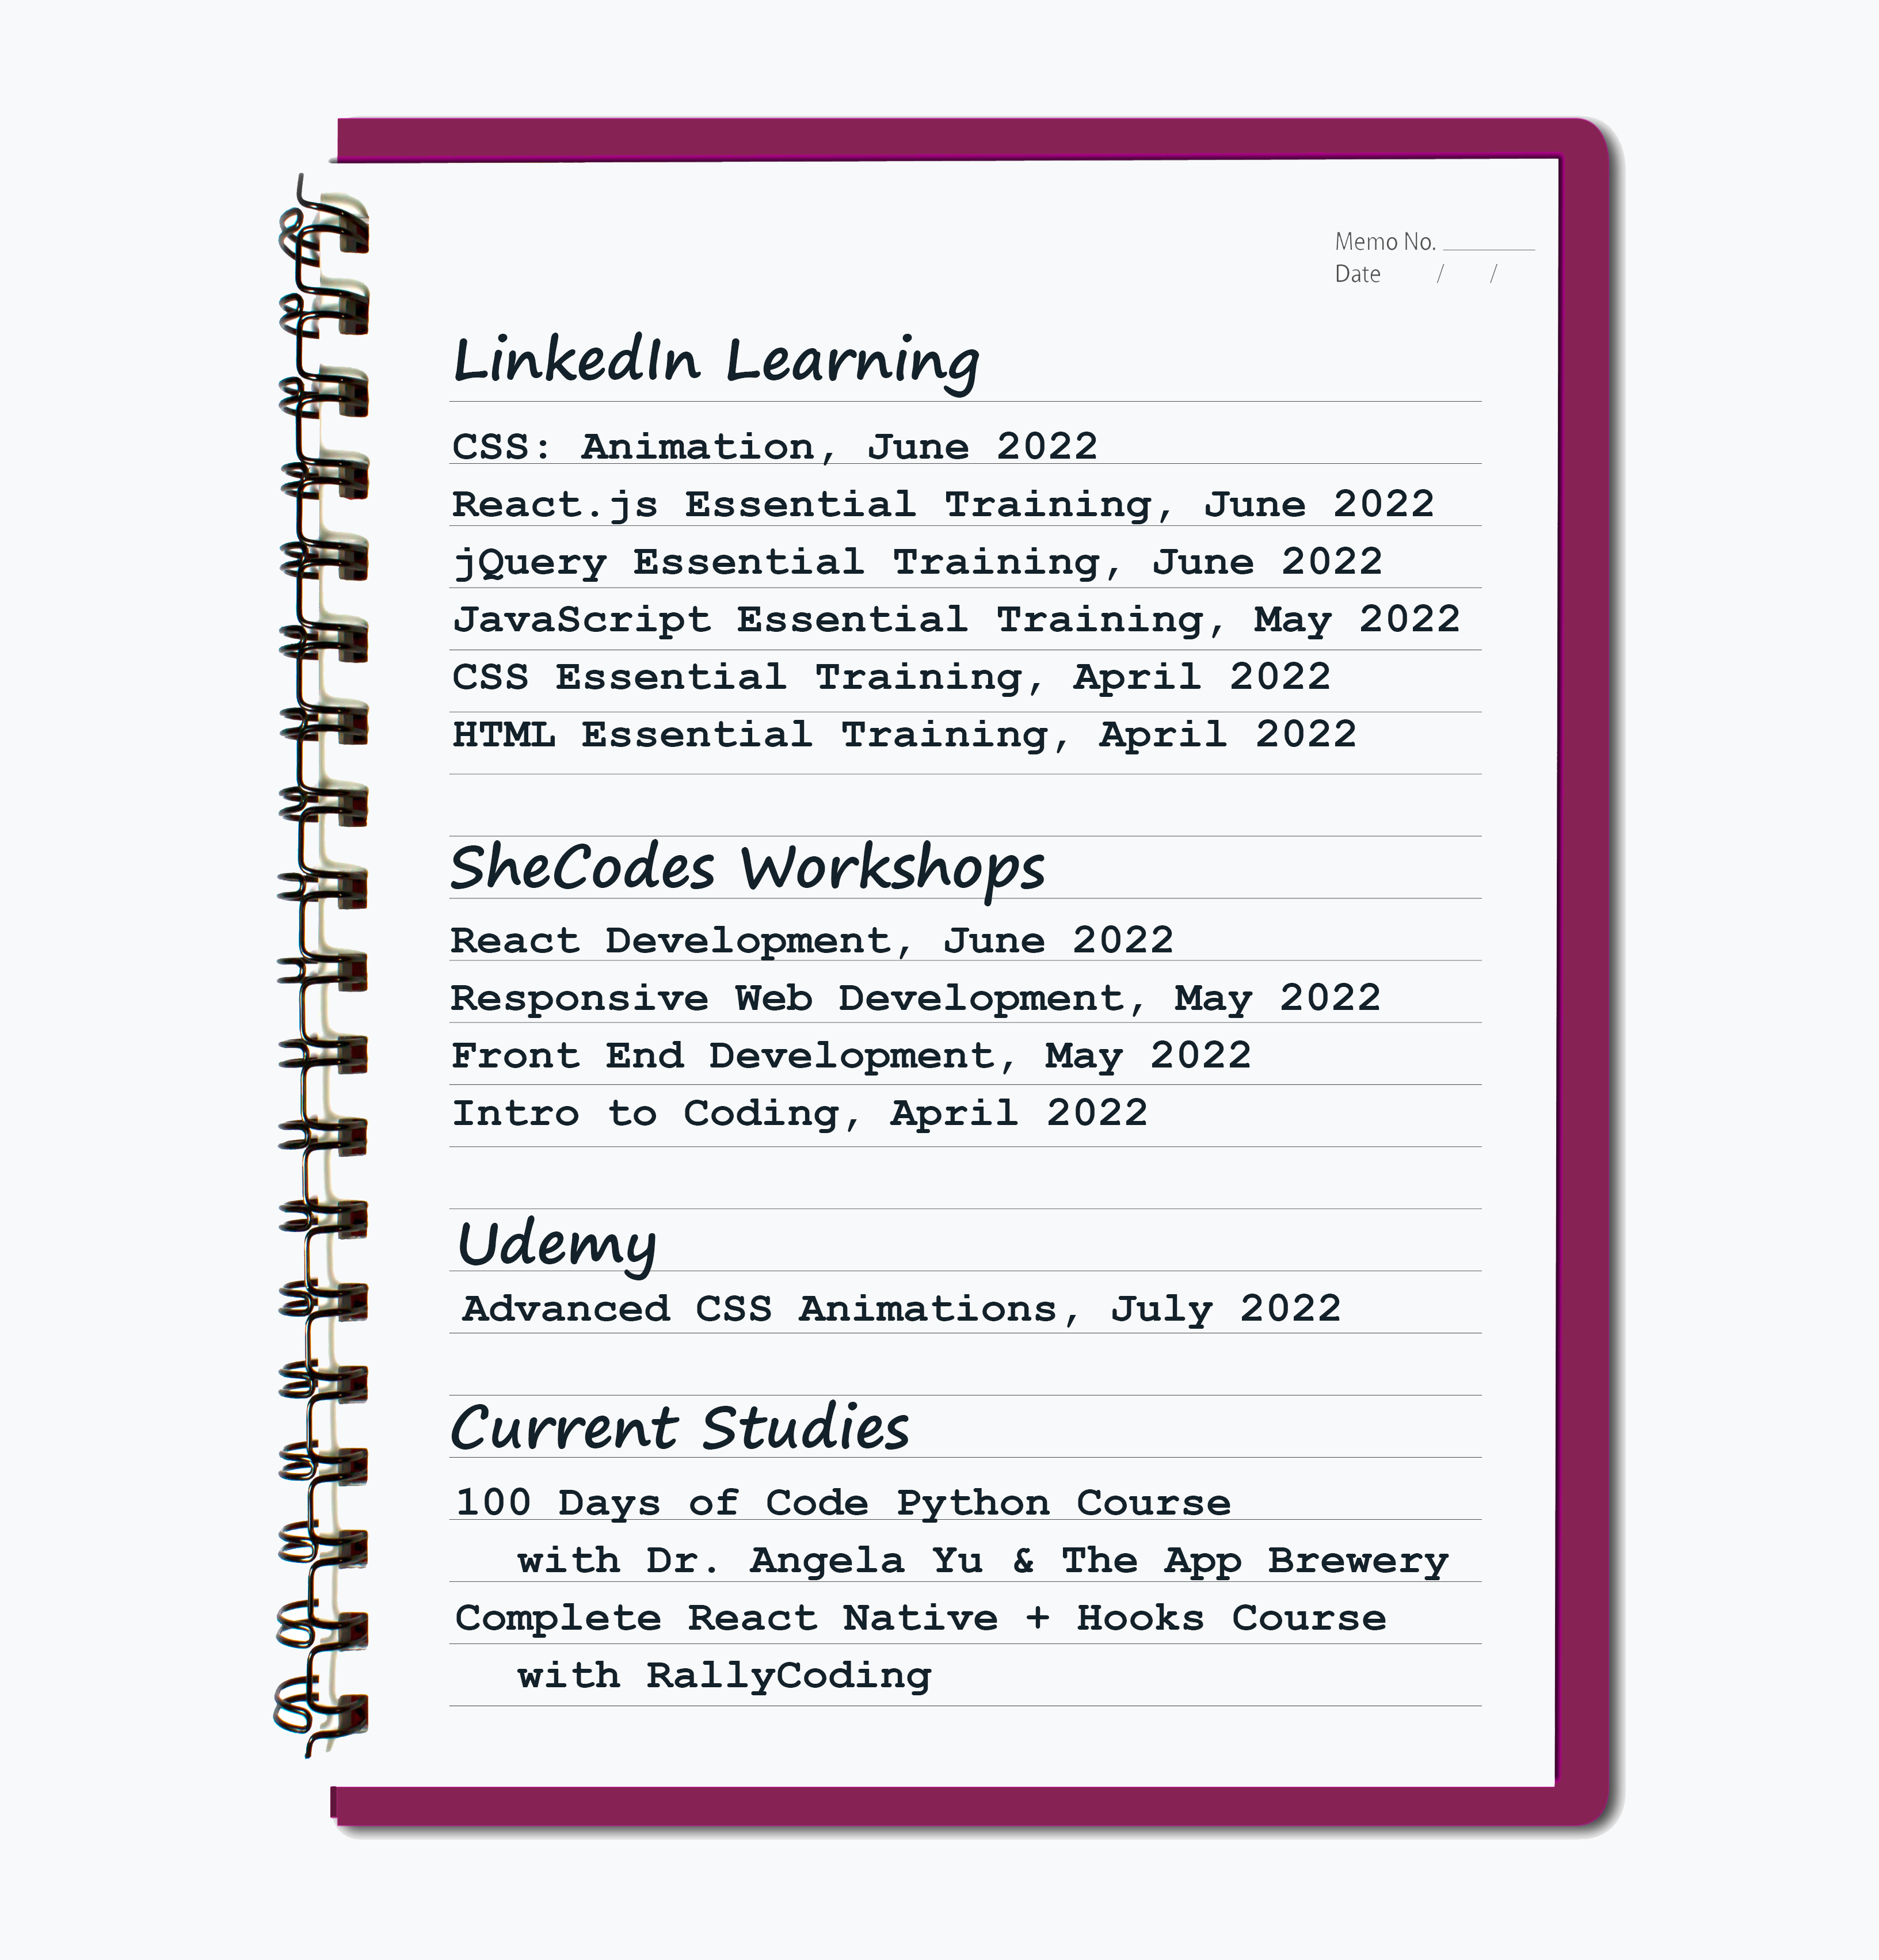 Memo No. ________
Date / /
LinkedIn Learning
CSS: Animation, June 2022
React.js Essential Training, June 2022
jQuery Essential Training, June 2022
JavaScript Essential Training, May 2022
CSS Essential Training, April 2022
HTML Essential Training, April 2022
SheCodes Workshops
React Development, June 2022
Responsive Web Development, May 2022
Front End Development, May 2022
Intro to Coding, April 2022
Udemy
Advanced CSS Animations, July 2022
Current Studies
100 Days of Code Python Course
with Dr. Angela Yu & The App Brewery
Complete React Native + Hooks Course
with RallyCoding